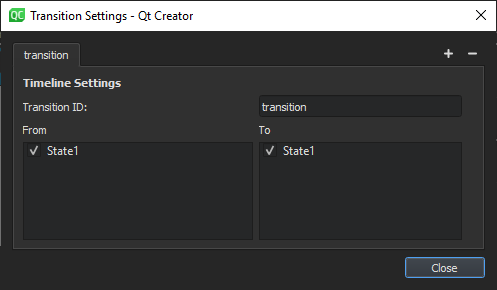 QC Transition Settings - Qt Creator
transition + −
Timeline Settings
Transition ID: transition
From To
State1 State1
Close